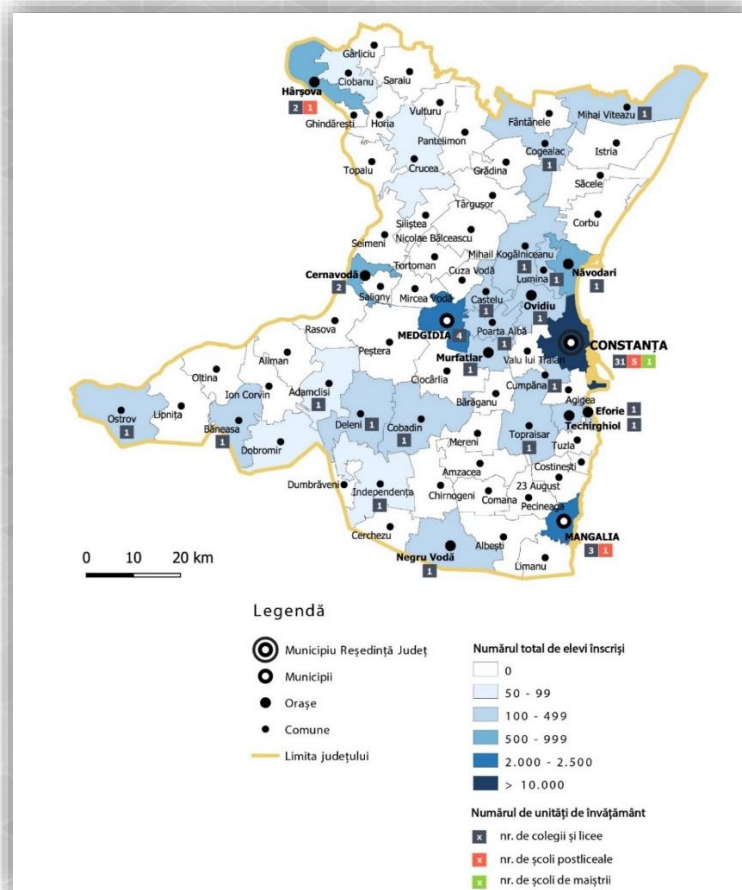 Gârliciu
Ciobanu
Saraiu
Hârșova
2 1
Ghindărești
Horia
Vulturu
Pantelimon
Fântânele
Mihai Viteazu 1
Cogealac
1
Istria
Topalu
Crucea
Grădina
Săcele
Târgușor
Corbu
Siliștea
Nicolae Bălcescu
Seimeni
Tortoman
Mihail Kogălniceanu
1
Cernavodă
2
Cuza Vodă
Lumina 1
Năvodari
1
Saligny
Mircea Vodă
Castelu
1
Ovidiu
1
MEDGIDIA 4
Poarta Albă
1
CONSTANȚA
31 5 1
Rasova
Peștera
Murfatlar
1
Valu lui Traian
Aliman
Oltina
Ciocârlia
Cumpăna 1
Ion Corvin
Adamclisi
1
Bărăganu
Agigea
Ostrov
1
Lipnița
Băneasa
1
Deleni 1
Cobadin
1
Eforie 1
Techirghiol 1
Topraisar
1
Dobromir
Mereni
Tuzla
Costinești
Amzacea
Dumbrăveni
Independența
1
Chirnogeni
Comana
23 August
Pecineaga
Cerchezu
MANGALIA
3 1
Negru Vodă
1
Albești
Limanu
0 10 20 km
Legendă
Municipiu Reședință Județ
Municipii
Orașe
Comune
Limita județului
Numărul total de elevi înscriși
0
50 - 99
100 - 499
500 - 999
2.000 - 2.500
> 10.000
Numărul de unități de învățământ
x nr. de colegii și licee
x nr. de școli postliceale
x nr. de școli de maiștrii